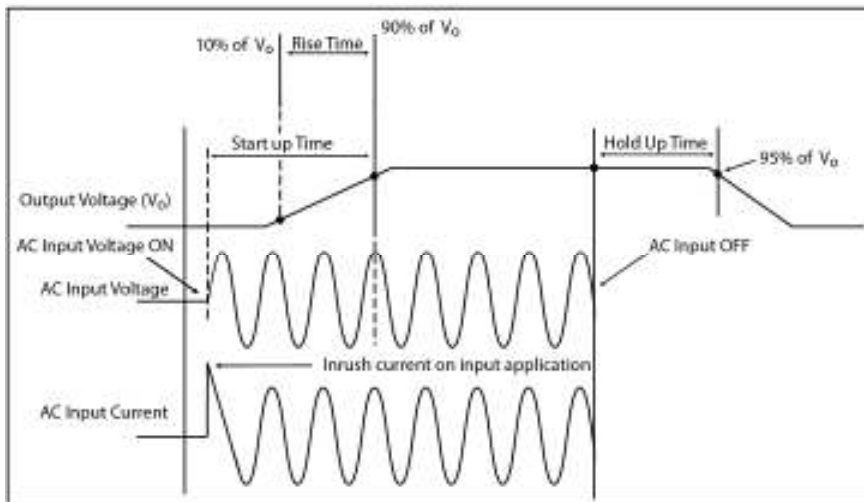 90% of Vo
10% of Vo
Rise Time
Start up Time
Hold Up Time
95% of Vo
Output Voltage (Vo)
AC Input Voltage ON
AC Input OFF
AC Input Voltage
Inrush current on input application
AC Input Current